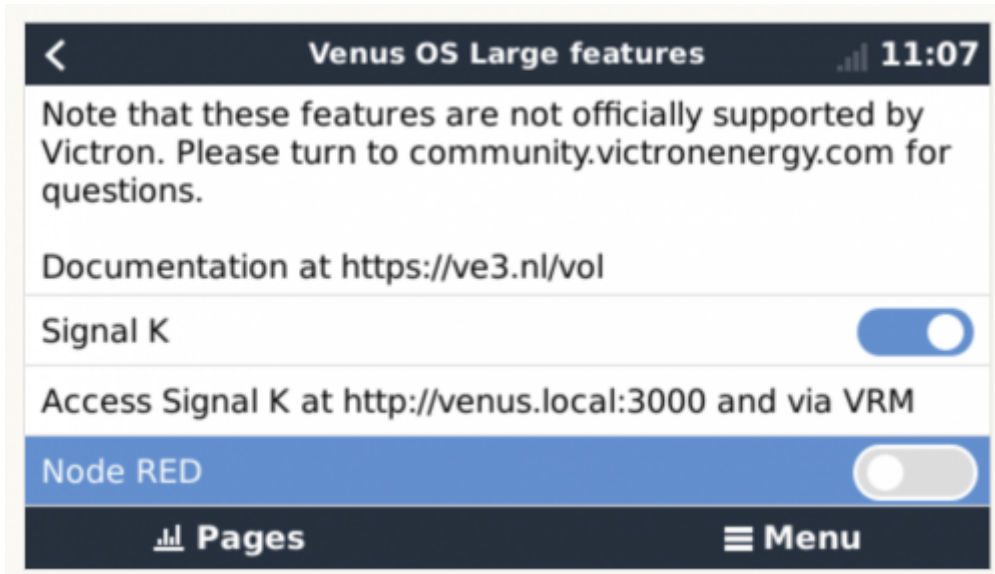 Venus OS Large features
11:07
Note that these features are not officially supported by
Victron. Please turn to community.victronenergy.com for
questions.
Documentation at https://ve3.nl/vol
Signal K
Access Signal K at http://venus.local:3000 and via VRM
Node RED
Pages
Menu